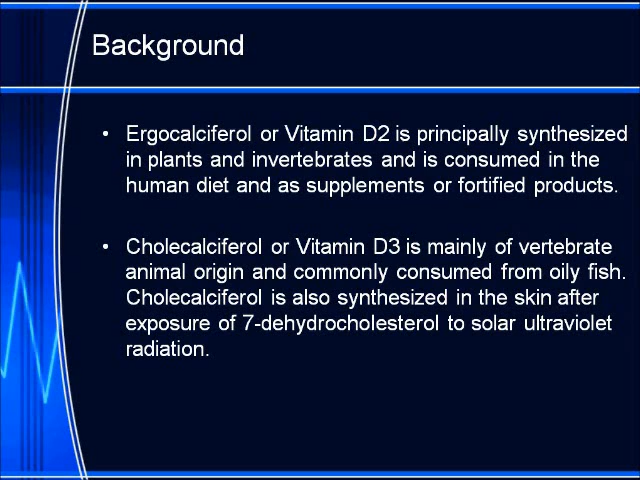 Background
• Ergocalciferol or Vitamin D2 is principally synthesized
in plants and invertebrates and is consumed in the
human diet and as supplements or fortified products.
• Cholecalciferol or Vitamin D3 is mainly of vertebrate
animal origin and commonly consumed from oily fish.
Cholecalciferol is also synthesized in the skin after
exposure of 7-dehydrocholesterol to solar ultraviolet
radiation.